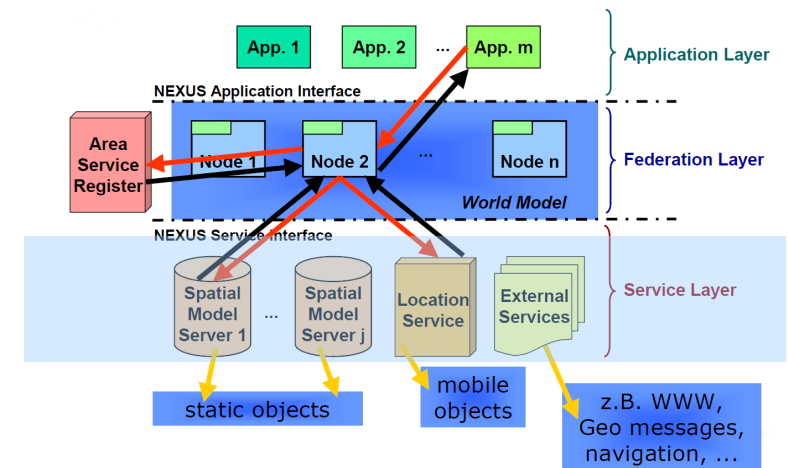 App. 1
App. 2
...
App. m
Application Layer
NEXUS Application Interface
Area
Service
Register
Node 1
Node 2
...
Node n
Federation Layer
World Model
NEXUS Service Interface
Spatial
Model
Server 1
...
Spatial
Model
Server j
Location
Service
External
Services
Service Layer
static objects
mobile
objects
z.B. WWW,
Geo messages,
navigation, ...